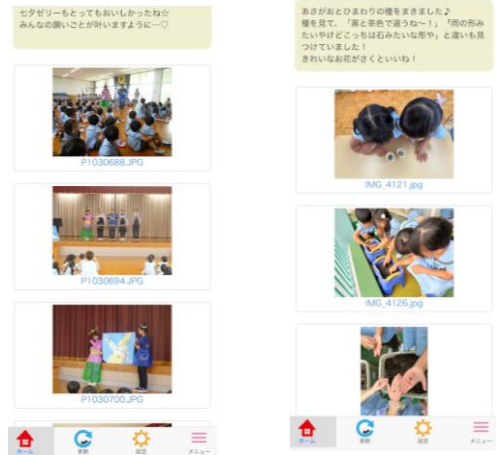 七夕ゼリーもとってもおいしかったね☆
みんなの願いごとが叶いますように…♡
P1030688.JPG
P1030694.JPG
P1030700.JPG
ホーム
更新
設定
メニュー
あさがおとひまわりの種をまきました♪
種を見て、「黒と茶色で違うね～！」「雨の形み
たいやけどこっちは石みたいな形や」と違いも見
つけていました！
きれいなお花がさくといいね！
IMG_4121.jpg
IMG_4126.jpg
ホーム
更新
設定
メニュー